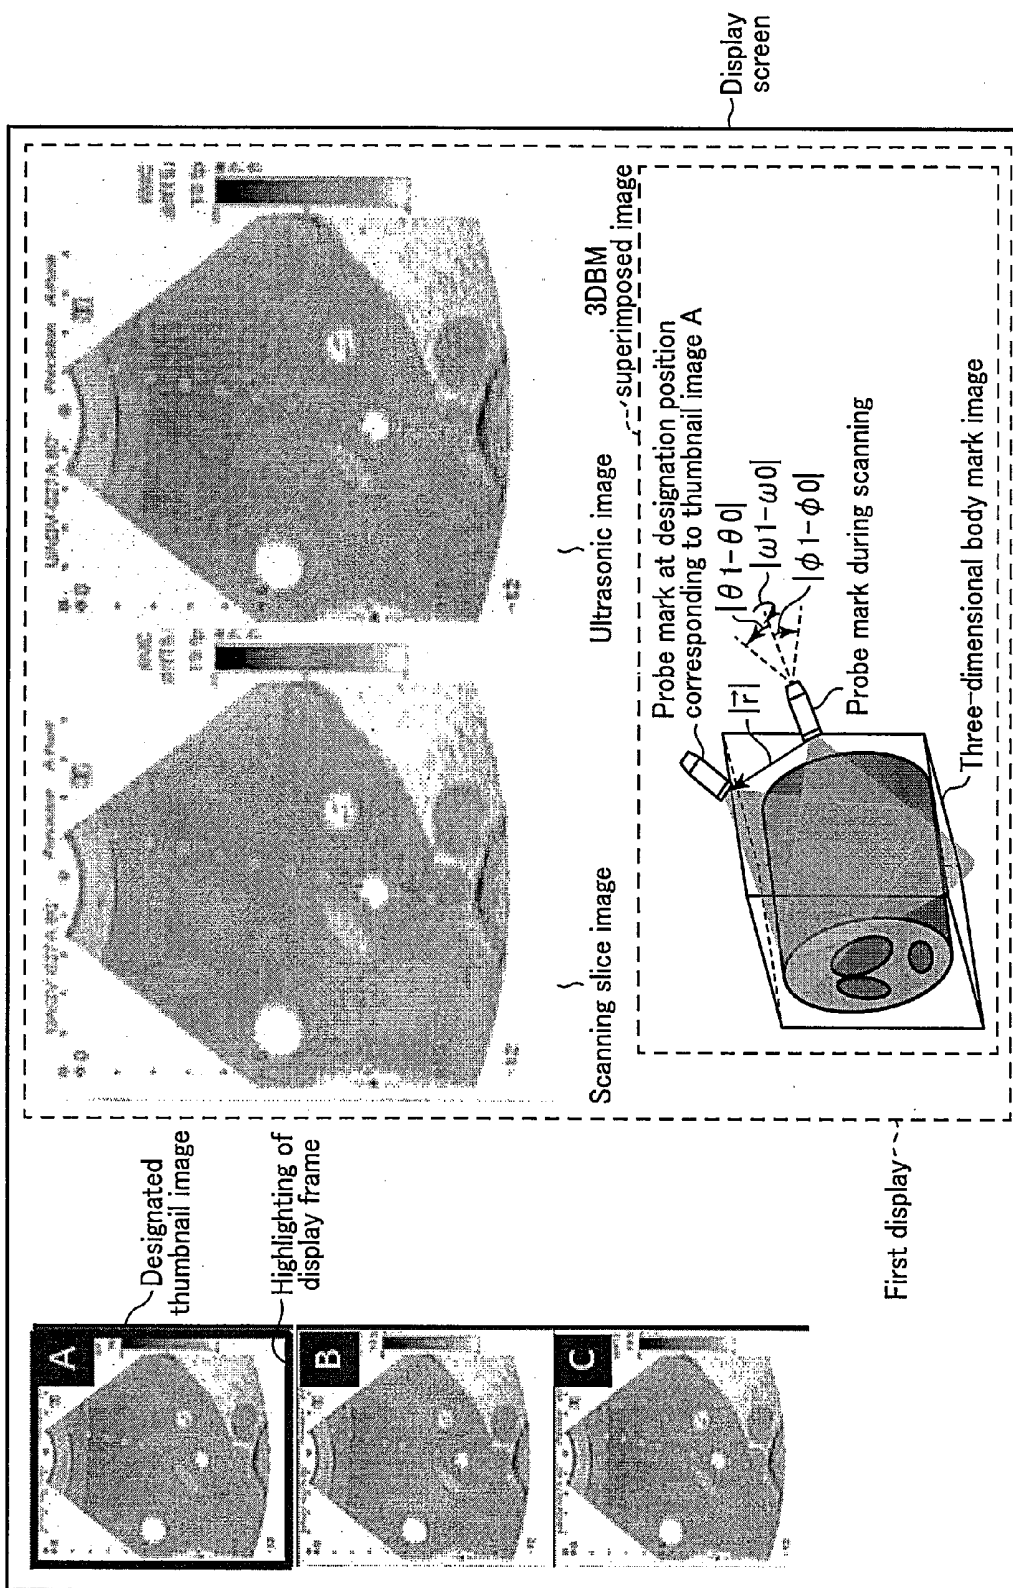 A
B
C
Designated
thumbnail image
Highlighting of
display frame
First display
Scanning slice image
Ultrasonic image
3DBM
superimposed image
Probe mark at designation position
corresponding to thumbnail image A
|θ1-θ0|
|ω1-ω0|
|φ1-φ0|
|r⃗|
Probe mark during scanning
Three-dimensional body mark image
Display
screen